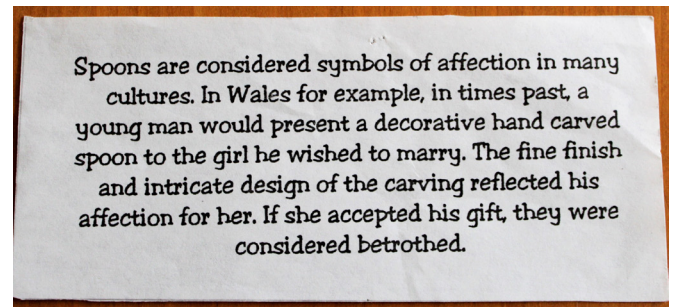 Spoons are considered symbols of affection in many
cultures. In Wales for example, in times past, a
young man would present a decorative hand carved
spoon to the girl he wished to marry. The fine finish
and intricate design of the carving reflected his
affection for her. If she accepted his gift, they were
considered betrothed.